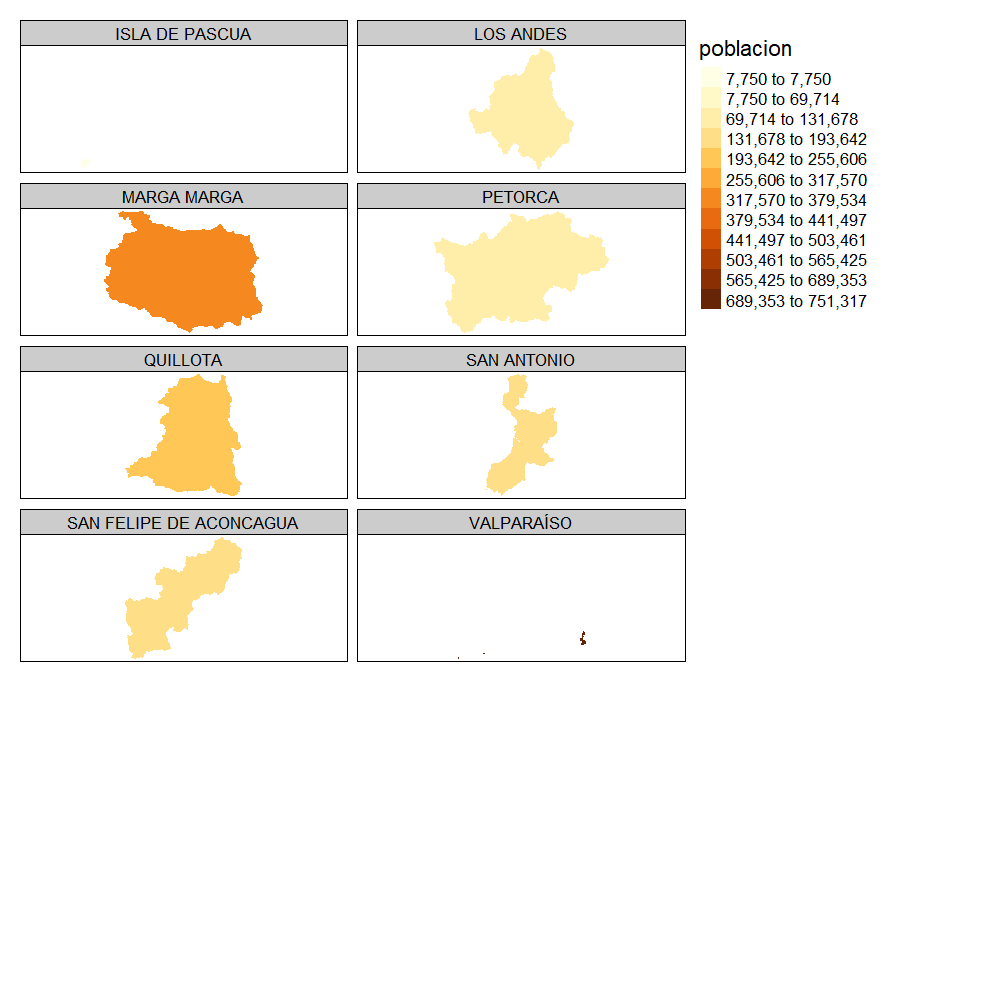 ISLA DE PASCUA
LOS ANDES
MARGA MARGA
PETORCA
QUILLOTA
SAN ANTONIO
SAN FELIPE DE ACONCAGUA
VALPARAÍSO
poblacion
7,750 to 7,750
7,750 to 69,714
69,714 to 131,678
131,678 to 193,642
193,642 to 255,606
255,606 to 317,570
317,570 to 379,534
379,534 to 441,497
441,497 to 503,461
503,461 to 565,425
565,425 to 689,353
689,353 to 751,317